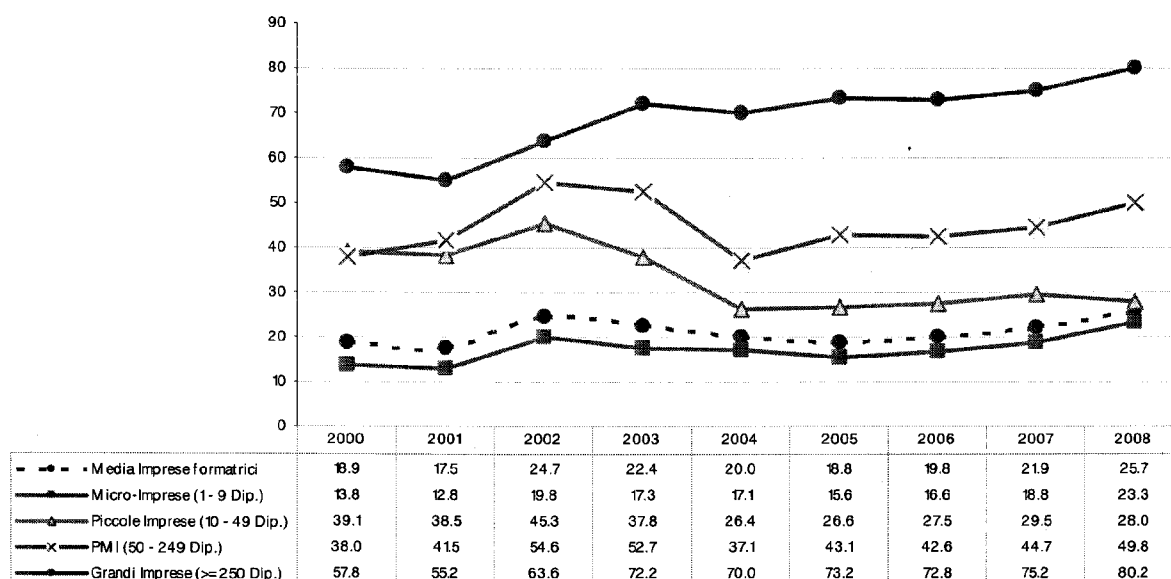 90
80
70
60
50
40
30
20
10
0
2000 2001 2002 2003 2004 2005 2006 2007 2008
Media Imprese formatrici 18.9 17.5 24.7 22.4 20.0 18.8 19.8 21.9 25.7
Micro-Imprese (1- 9 Dip.) 13.8 12.8 19.8 17.3 17.1 15.6 16.6 18.8 23.3
Piccole Imprese (10 - 49 Dip.) 39.1 38.5 45.3 37.8 26.4 26.6 27.5 29.5 28.0
PMI (50 - 249 Dip.) 38.0 41.5 54.6 52.7 37.1 43.1 42.6 44.7 49.8
Grandi Imprese (>=250 Dip.) 57.8 55.2 63.6 72.2 70.0 73.2 72.8 75.2 80.2